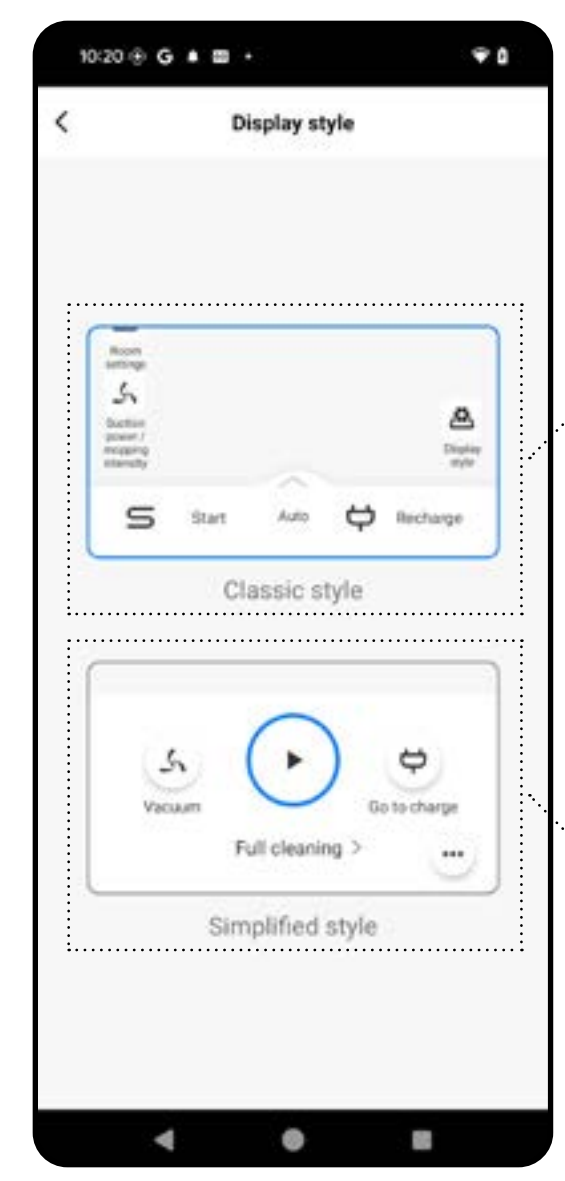 10:20 G
Display style
Room
settings
Suction
power /
mopping
intensity
Display
style
Start Auto Recharge
Classic style
Vacuum
Go to charge
Full cleaning >
Simplified style